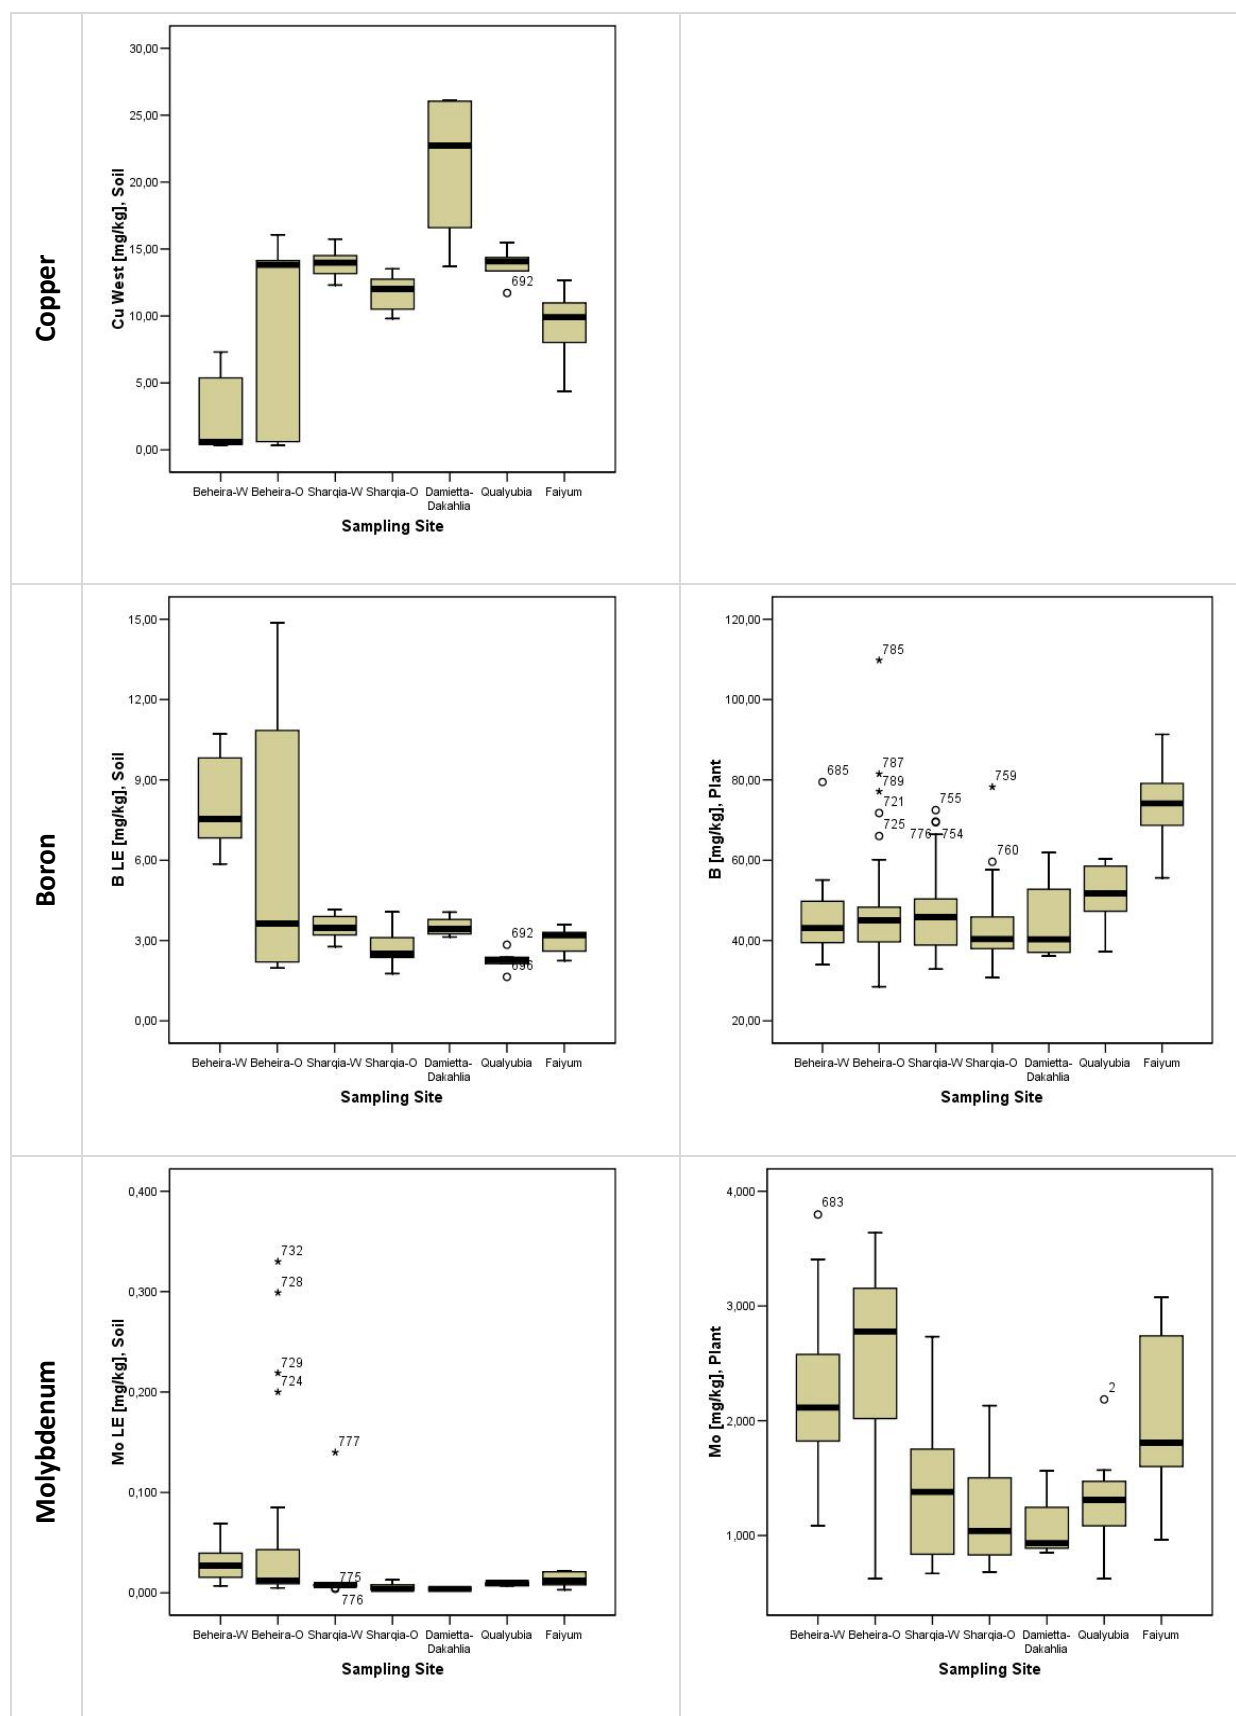 Copper
Cu West [mg/kg], Soil
30,00
25,00
20,00
15,00
10,00
5,00
0,00
692
Beheira-W Beheira-O Sharqia-W Sharqia-O Damietta-Dakahlia Qualyubia Faiyum
Sampling Site
Boron
B LE [mg/kg], Soil
15,00
12,00
9,00
6,00
3,00
0,00
692
696
Beheira-W Beheira-O Sharqia-W Sharqia-O Damietta-Dakahlia Qualyubia Faiyum
Sampling Site
B [mg/kg], Plant
120,00
100,00
80,00
60,00
40,00
20,00
685
785
787
789
721
725
755
776 754
759
760
Beheira-W Beheira-O Sharqia-W Sharqia-O Damietta-Dakahlia Qualyubia Faiyum
Sampling Site
Molybdenum
Mo LE [mg/kg], Soil
0,400
0,300
0,200
0,100
0,000
732
728
729
724
777
775
776
Beheira-W Beheira-O Sharqia-W Sharqia-O Damietta-Dakahlia Qualyubia Faiyum
Sampling Site
Mo [mg/kg], Plant
4,000
3,000
2,000
1,000
683
2
Beheira-W Beheira-O Sharqia-W Sharqia-O Damietta-Dakahlia Qualyubia Faiyum
Sampling Site